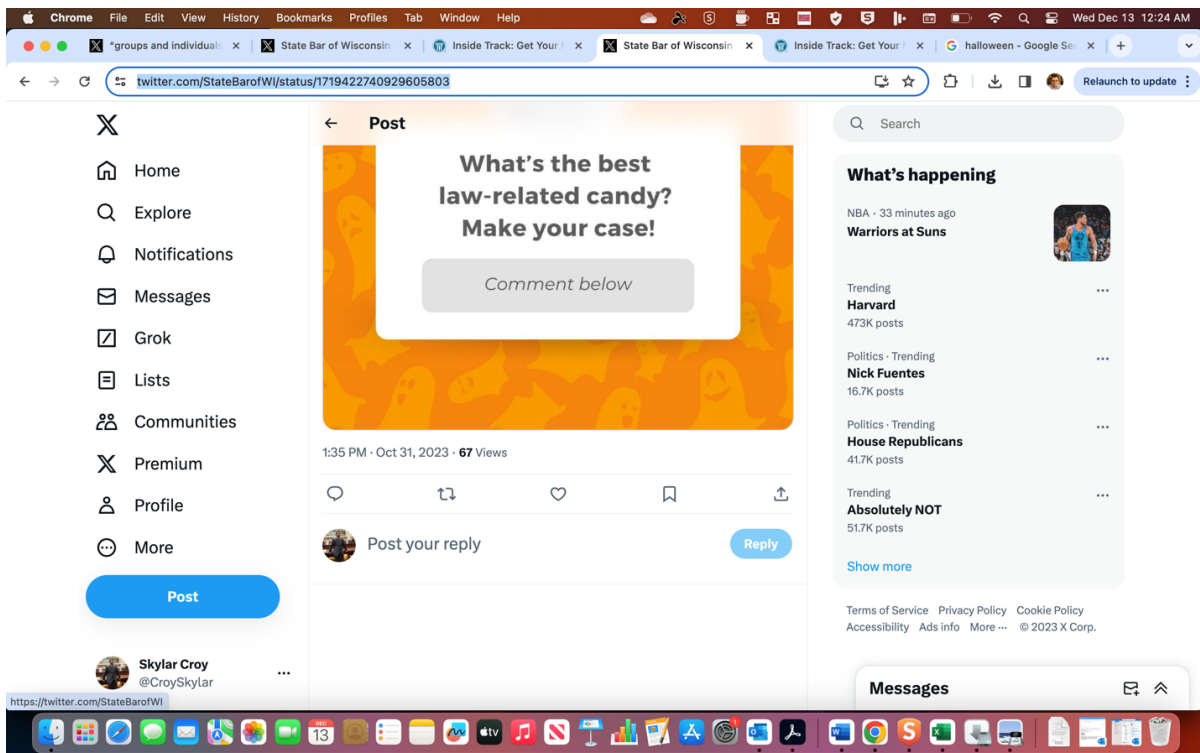 Chrome File Edit View History Bookmarks Profiles Tab Window Help Wed Dec 13 12:24 AM
"groups and individuals State Bar of Wisconsin Inside Track: Get Your State Bar of Wisconsin Inside Track: Get Your halloween - Google Se
twitter.com/StateBarofWI/status/1719422740929605803 Relaunch to update
Post
Search
Home
Explore
Notifications
Messages
Grok
Lists
Communities
Premium
Profile
More
Post
Skylar Croy
@CroySkylar
https://twitter.com/StateBarofWI
What's the best
law-related candy?
Make your case!
Comment below
1:35 PM · Oct 31, 2023 · 67 Views
Post your reply
Reply
What's happening
NBA · 33 minutes ago
Warriors at Suns
Trending
Harvard
473K posts
Politics · Trending
Nick Fuentes
16.7K posts
Politics · Trending
House Republicans
41.7K posts
Trending
Absolutely NOT
51.7K posts
Show more
Terms of Service Privacy Policy Cookie Policy
Accessibility Ads info More ··· © 2023 X Corp.
Messages
DEC
13
tv
1